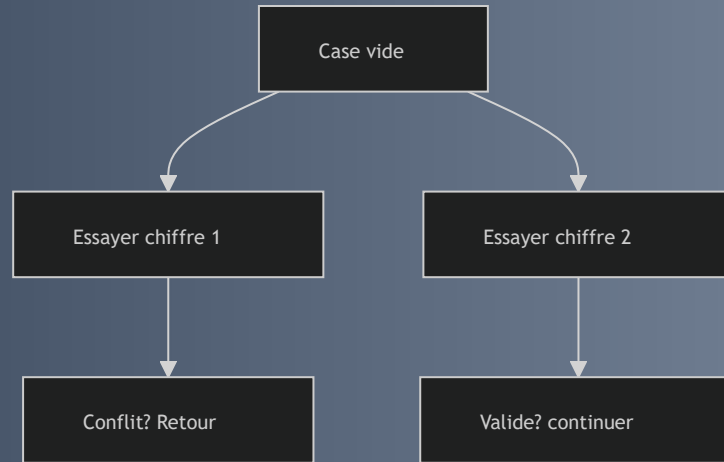 Case vide
Essayer chiffre 1
Essayer chiffre 2
Conflit? Retour
Valide? continuer